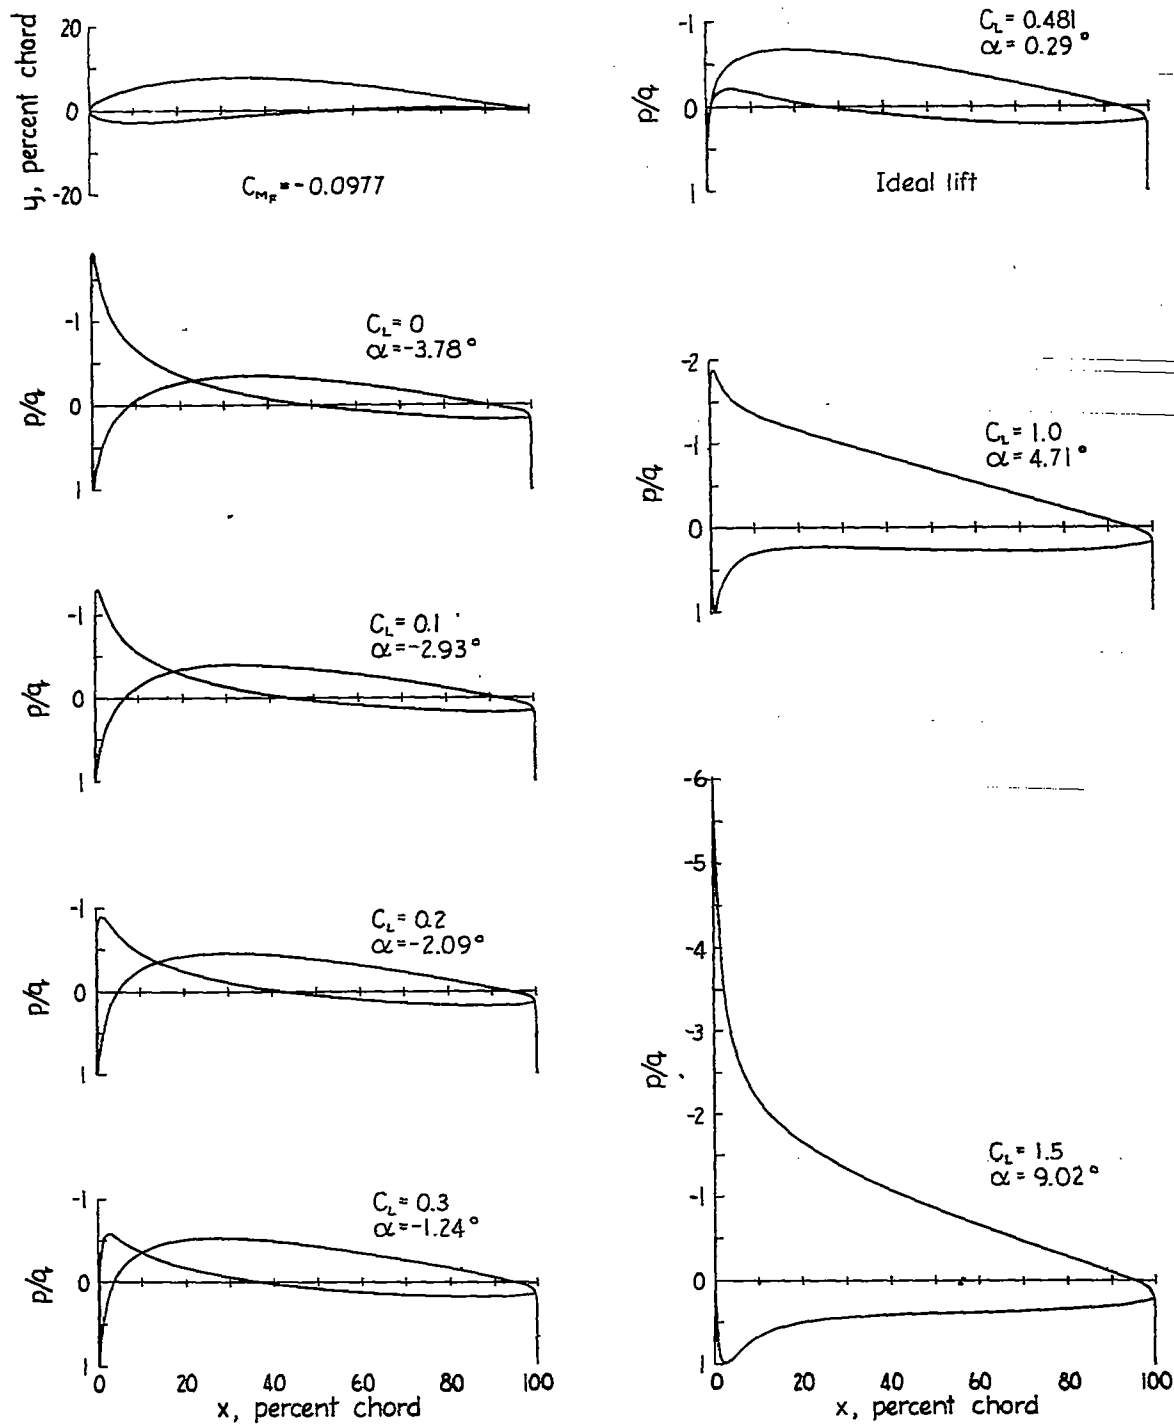 y, percent chord
20
0
-20
C_MF = -0.0977
p/q
-1
0
1
C_L = 0
α = -3.78°
p/q
-1
0
1
C_L = 0.1
α = -2.93°
p/q
-1
0
1
C_L = 0.2
α = -2.09°
p/q
-1
0
1
C_L = 0.3
α = -1.24°
0 20 40 60 80 100
x, percent chord
p/q
-1
0
1
C_L = 0.481
α = 0.29°
Ideal lift
p/q
-2
-1
0
1
C_L = 1.0
α = 4.71°
p/q
-6
-5
-4
-3
-2
-1
0
1
C_L = 1.5
α = 9.02°
0 20 40 60 80 100
x, percent chord